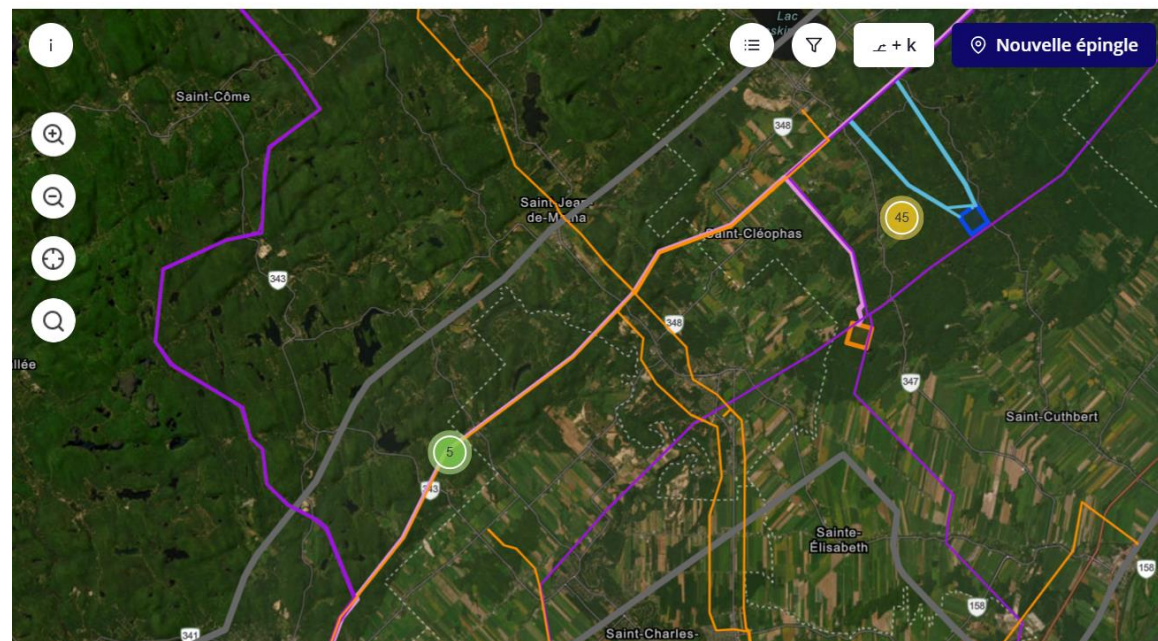 i
Lac
+ k
Nouvelle épingle
Saint-Côme
348
Saint-Jean-
de-Matha
45
Saint-Cléophas
343
348
347
Saint-Cuthbert
5
343
Sainte-
Élisabeth
158
158
341
Saint-Charles-